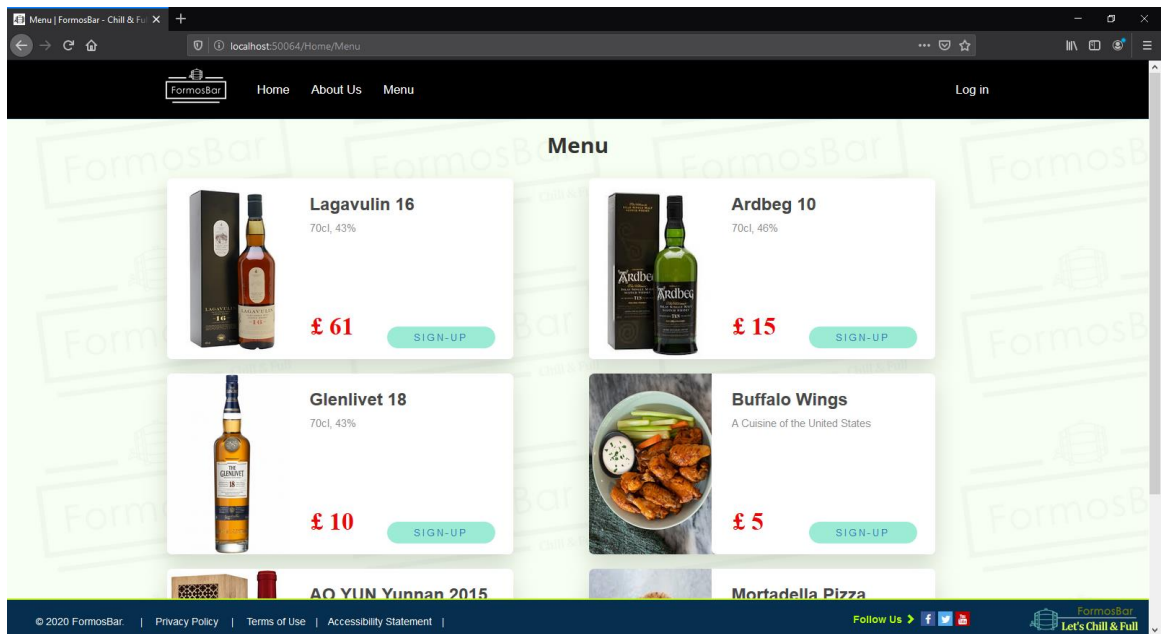 Menu | FormosBar - Chill & Ful
localhost:50064/Home/Menu
FormosBar
Home
About Us
Menu
Log in
Menu
Lagavulin 16
70cl, 43%
£ 61
SIGN-UP
Ardbeg 10
70cl, 46%
£ 15
SIGN-UP
Glenlivet 18
70cl, 43%
£ 10
SIGN-UP
Buffalo Wings
A Cuisine of the United States
£ 5
SIGN-UP
AO YUN Yunnan 2015
Mortadella Pizza
© 2020 FormosBar. | Privacy Policy | Terms of Use | Accessibility Statement |
Follow Us
FormosBar
Let's Chill & Full